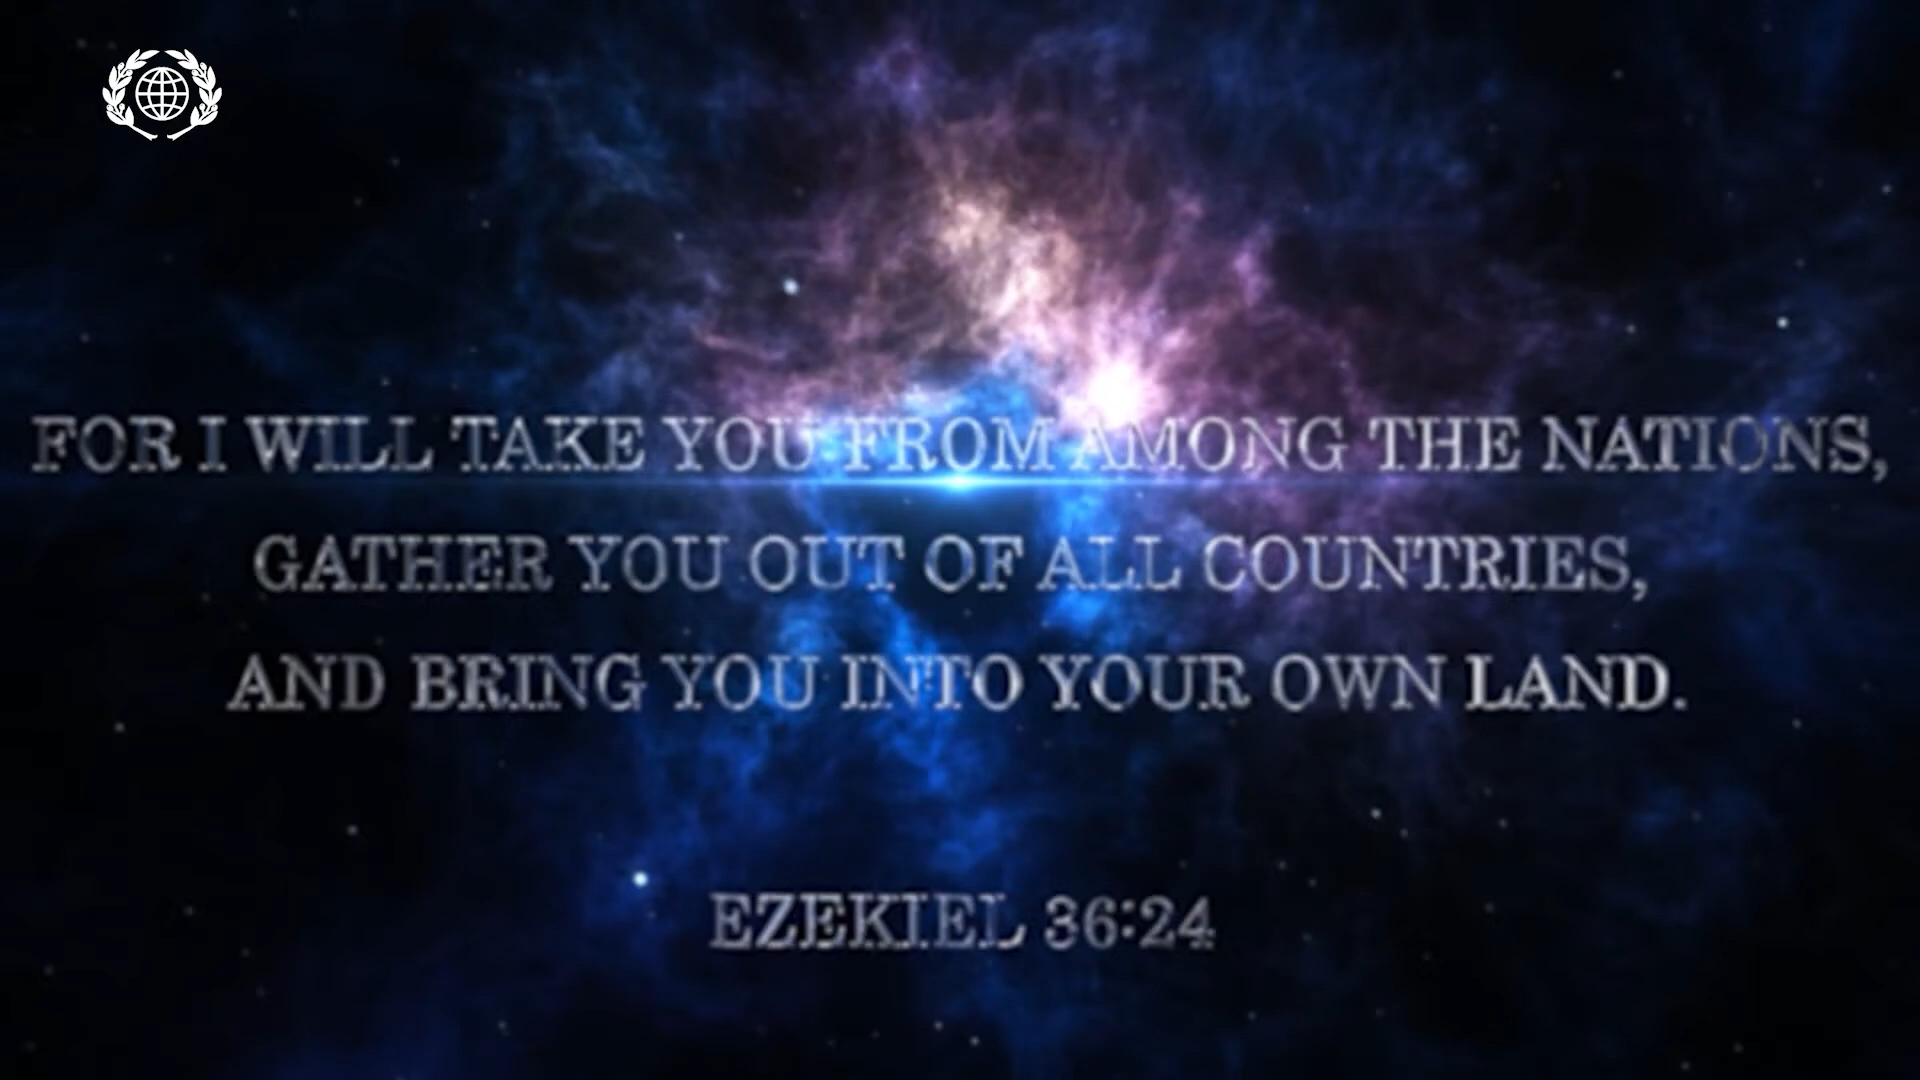 FOR I WILL TAKE YOU FROM AMONG THE NATIONS,
GATHER YOU OUT OF ALL COUNTRIES,
AND BRING YOU INTO YOUR OWN LAND.
EZEKIEL 36:24